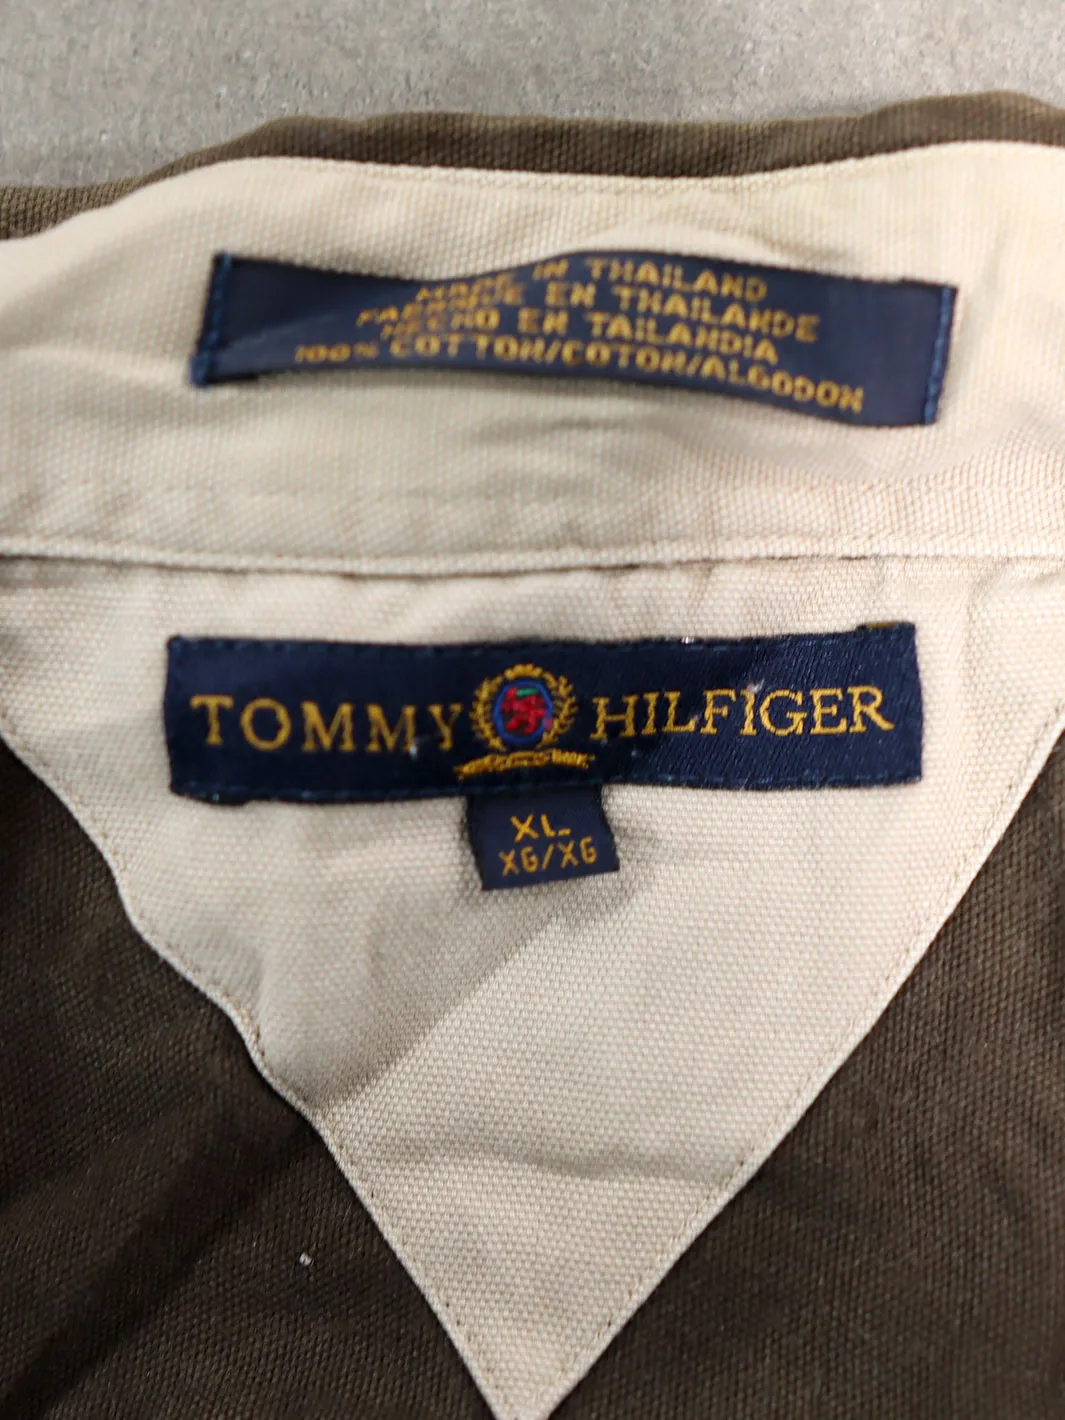 MADE IN THAILAND
FABRIQUE EN THAILANDE
HECHO EN TAILANDIA
100% COTTON/COTON/ALGODON
TOMMY HILFIGER
XL
XG/XG